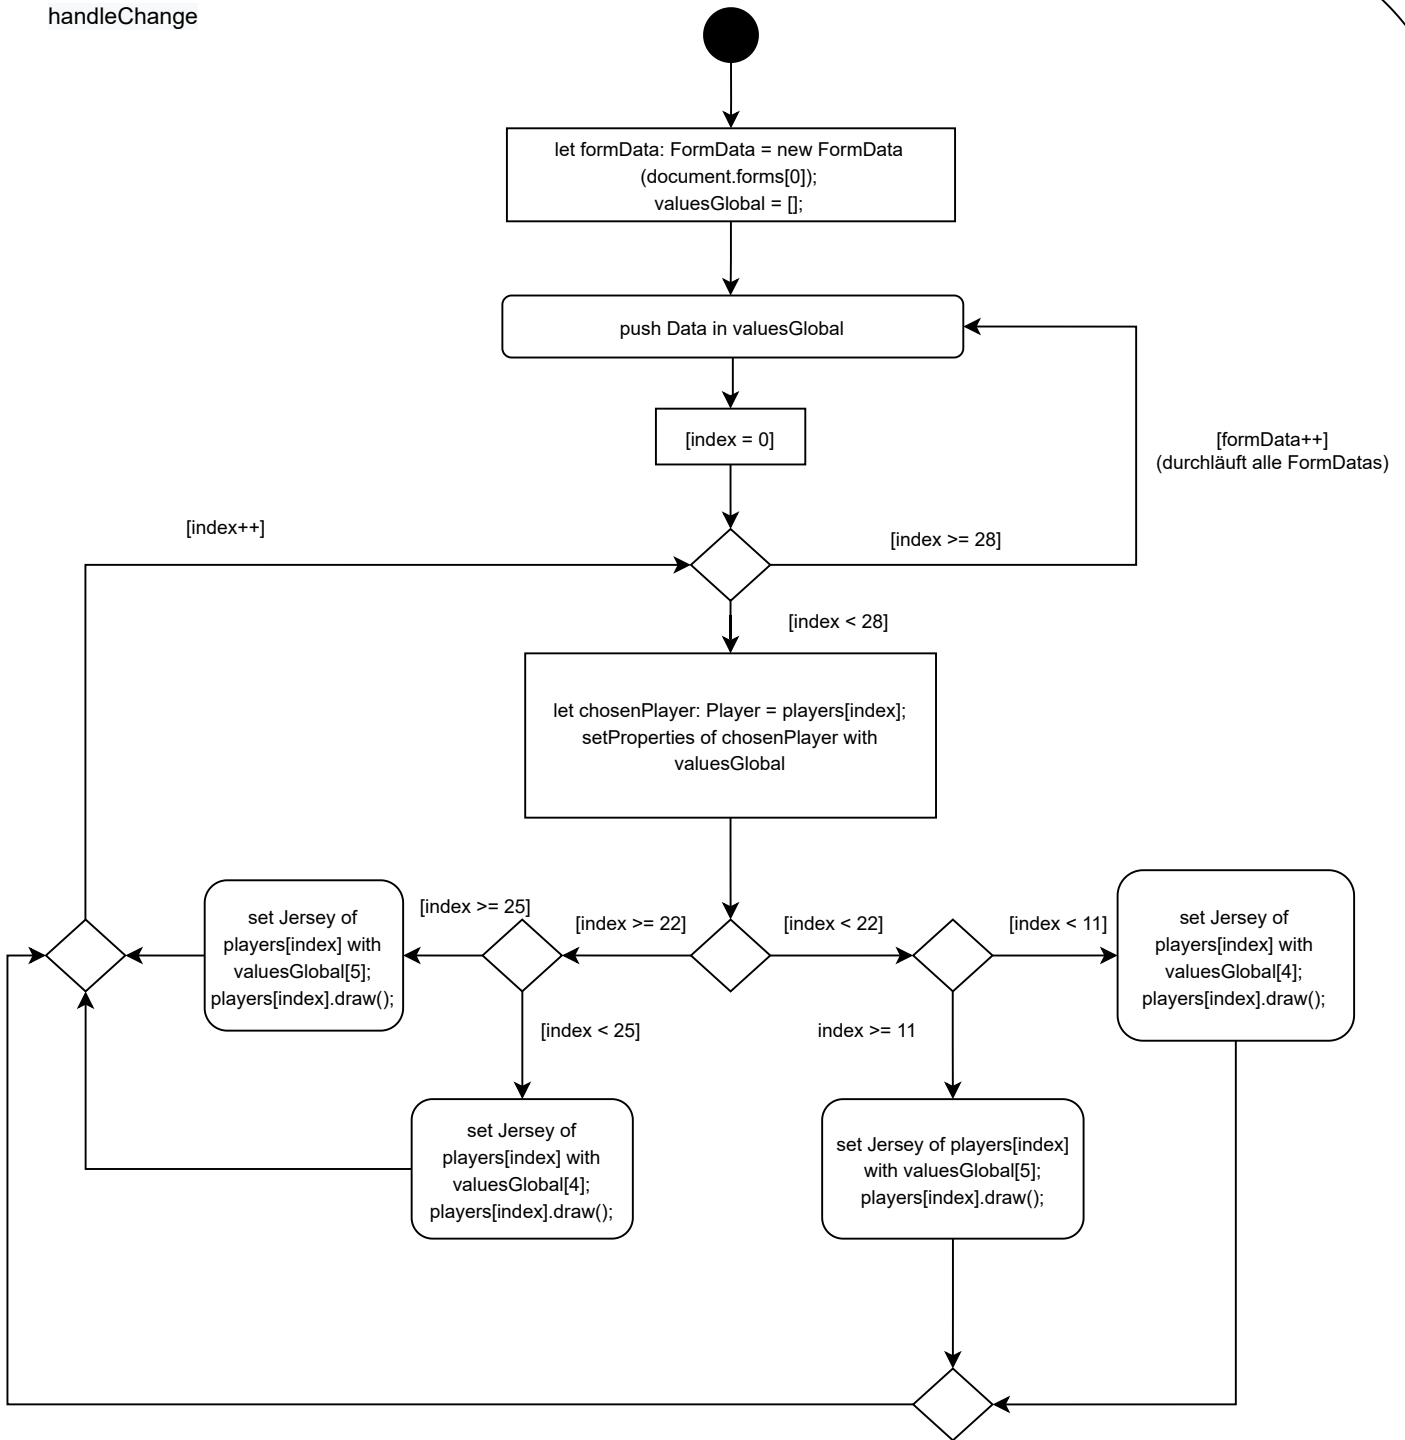 handleChange
let formData: FormData = new FormData
(document.forms[0]);
valuesGlobal = [];
push Data in valuesGlobal
[index = 0]
[formData++]
(durchläuft alle FormDatas)
[index++]
[index >= 28]
[index < 28]
let chosenPlayer: Player = players[index];
setProperties of chosenPlayer with
valuesGlobal
set Jersey of
players[index] with
valuesGlobal[5];
players[index].draw();
[index >= 25]
[index >= 22]
[index < 22]
[index < 11]
set Jersey of
players[index] with
valuesGlobal[4];
players[index].draw();
[index < 25]
index >= 11
set Jersey of
players[index] with
valuesGlobal[4];
players[index].draw();
set Jersey of players[index]
with valuesGlobal[5];
players[index].draw();